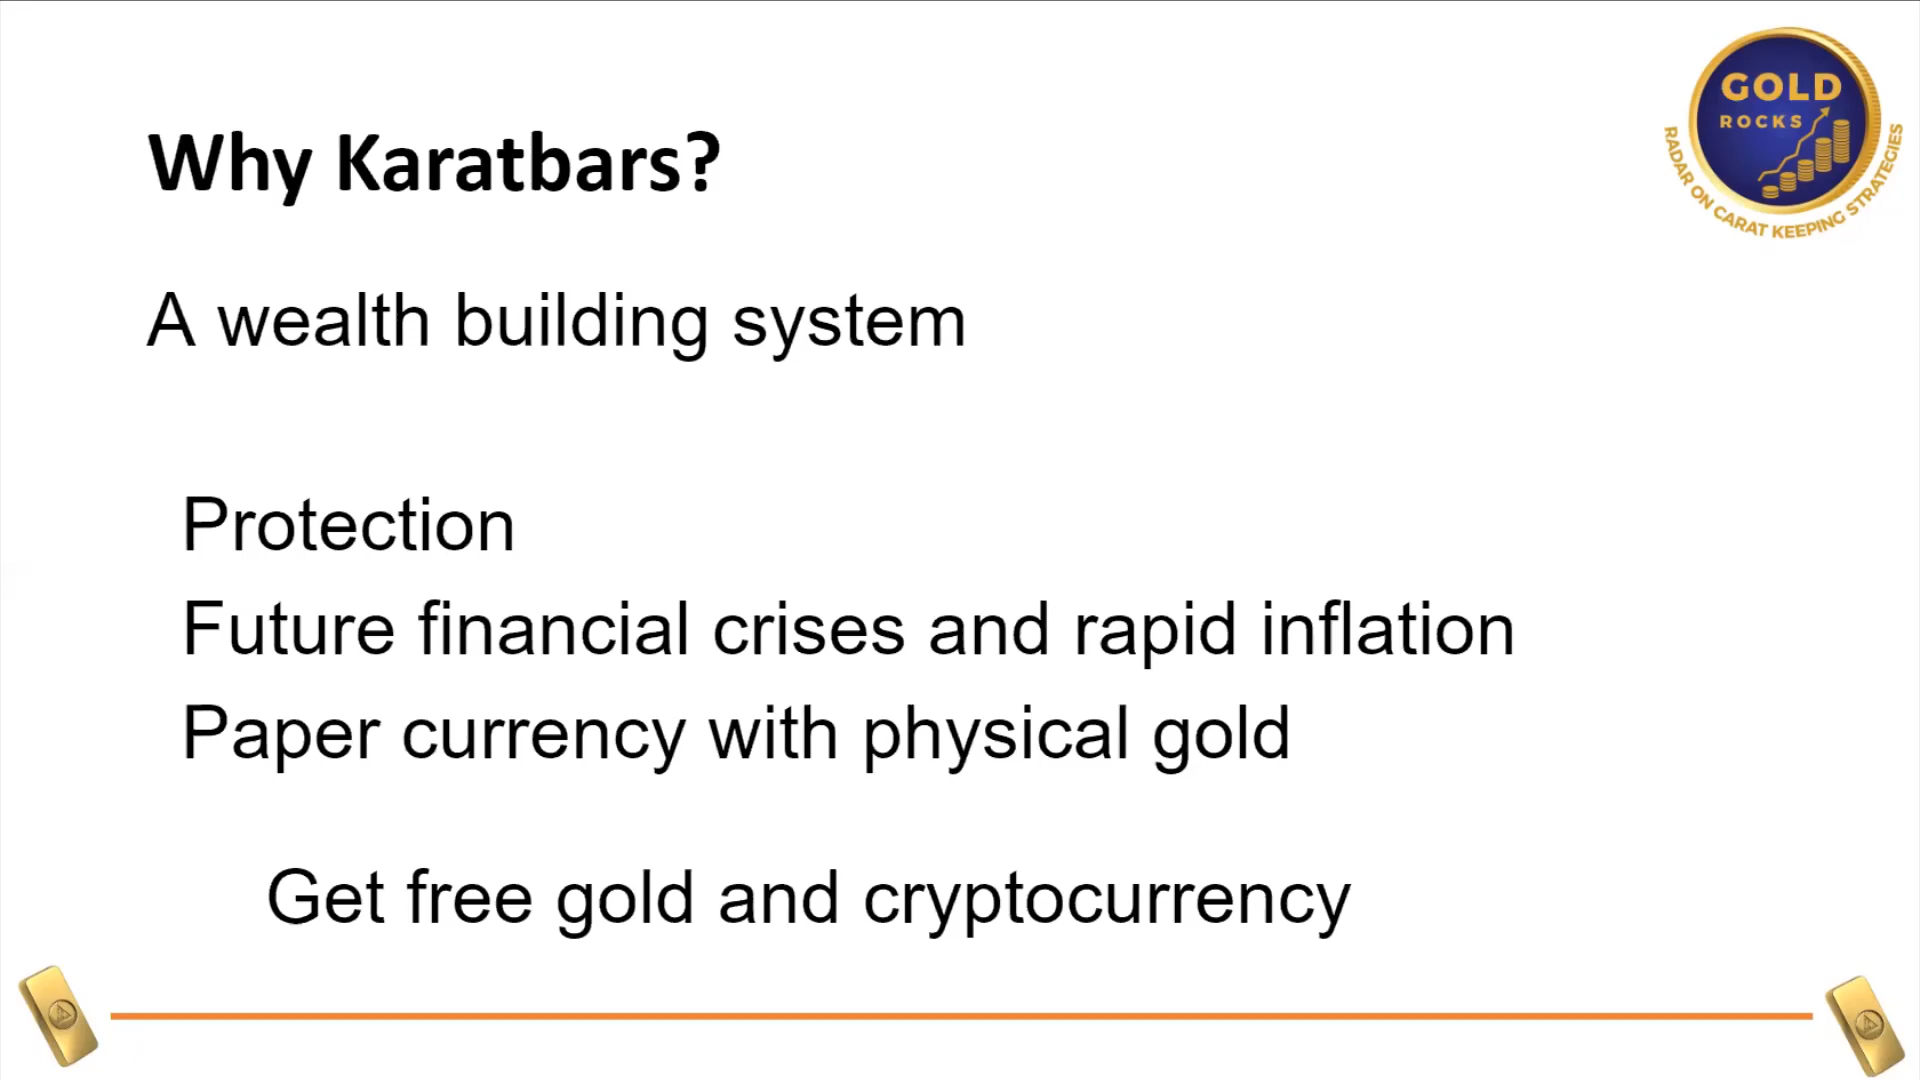 Why Karatbars?
GOLD
ROCKS
RADAR ON CARAT KEEPING STRATEGIES
A wealth building system
Protection
Future financial crises and rapid inflation
Paper currency with physical gold
Get free gold and cryptocurrency